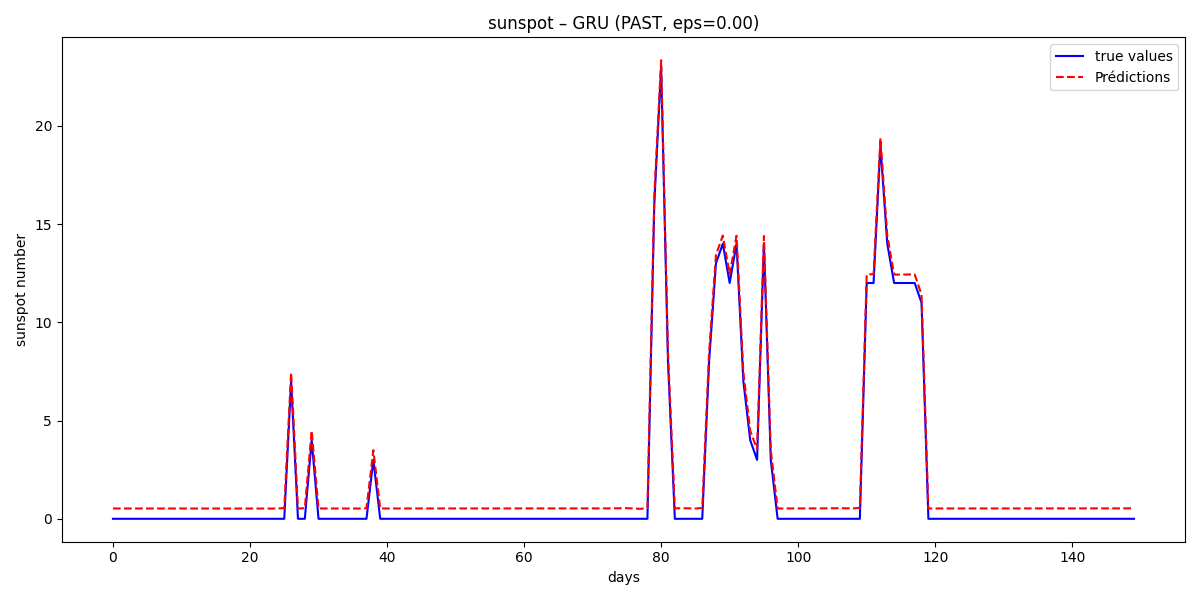 sunspot – GRU (PAST, eps=0.00)
true values
Prédictions
sunspot number
20
15
10
5
0
0 20 40 60 80 100 120 140
days